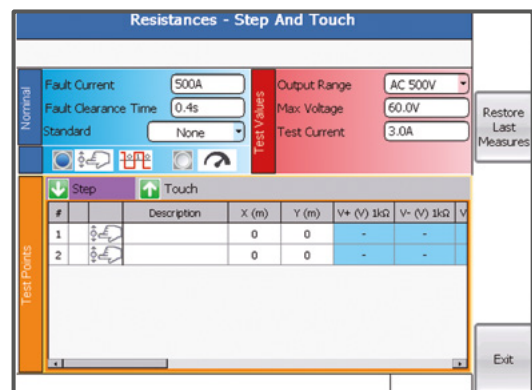 Resistances - Step And Touch
Nominal
Fault Current 500A
Fault Clearance Time 0.4s
Standard None
Test Values
Output Range AC 500V
Max Voltage 60.0V
Test Current 3.0A
Restore
Last
Measures
Step Touch
Test Points
# Description X (m) Y (m) V+ (V) 1kΩ V- (V) 1kΩ V
1 0 0 - -
2 0 0 - -
Exit